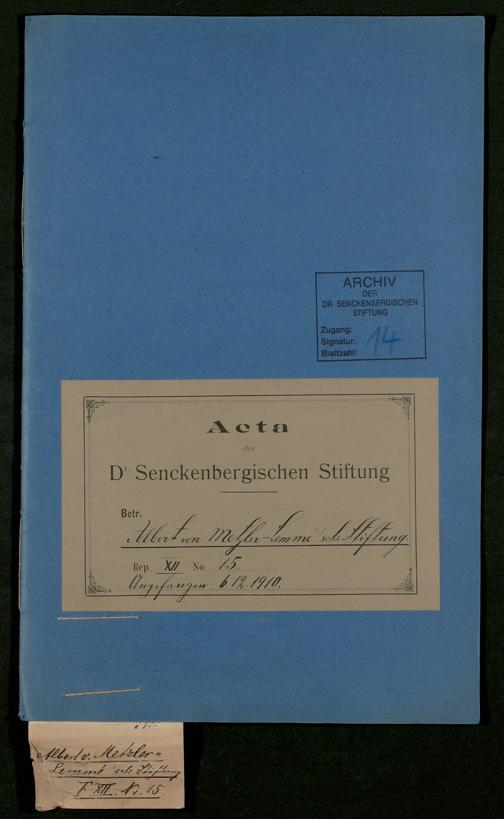 ARCHIV
DER
DR. SENCKENBERGISCHEN
STIFTUNG
Zugang:
Signatur: 14
Blattzahl:
Acta
der
Dr. Senckenbergischen Stiftung
Betr.
Albert von Metzler-Lemmé'sche Stiftung.
Rep. XII No. 15.
Angefangen: 6 12. 1910.
Albert v. Metzler-
Lemmé'sche Stiftung
F XII. No. 15.